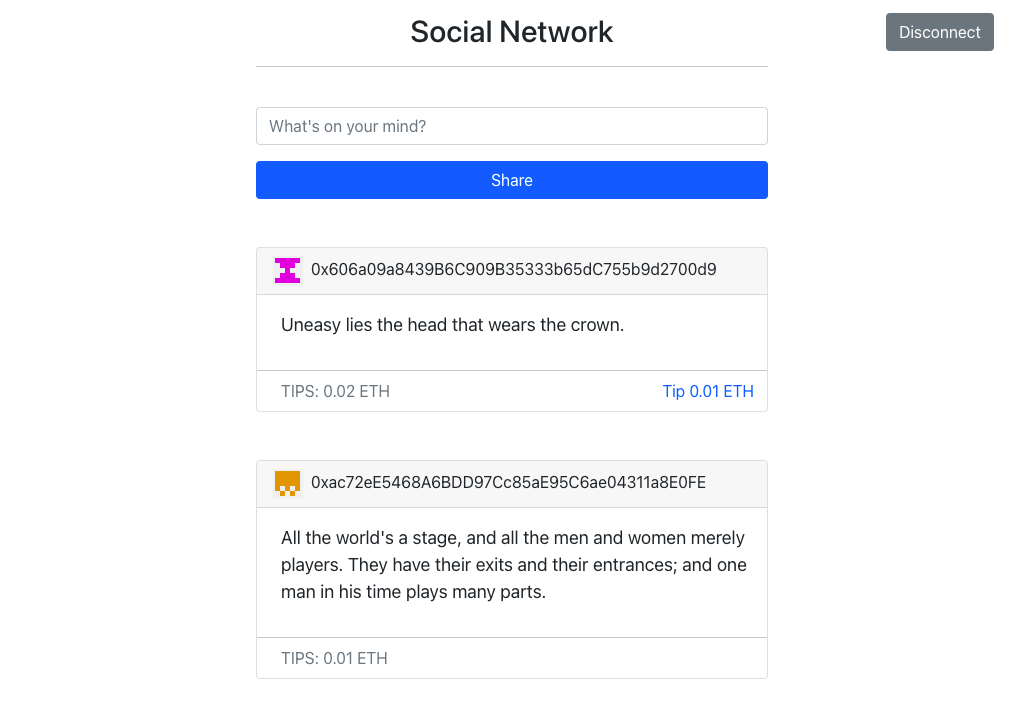 Social Network
Disconnect
What's on your mind?
Share
0x606a09a8439B6C909B35333b65dC755b9d2700d9
Uneasy lies the head that wears the crown.
TIPS: 0.02 ETH
Tip 0.01 ETH
0xac72eE5468A6BDD97Cc85aE95C6ae04311a8E0FE
All the world's a stage, and all the men and women merely
players. They have their exits and their entrances; and one
man in his time plays many parts.
TIPS: 0.01 ETH